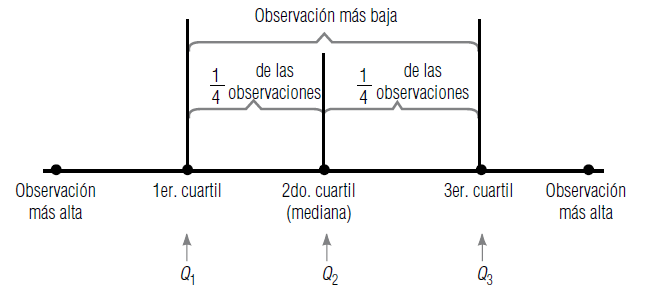 Observación más baja
1/4 de las observaciones
1/4 de las observaciones
Observación más alta
1er. cuartil
2do. cuartil (mediana)
3er. cuartil
Observación más alta
Q1
Q2
Q3